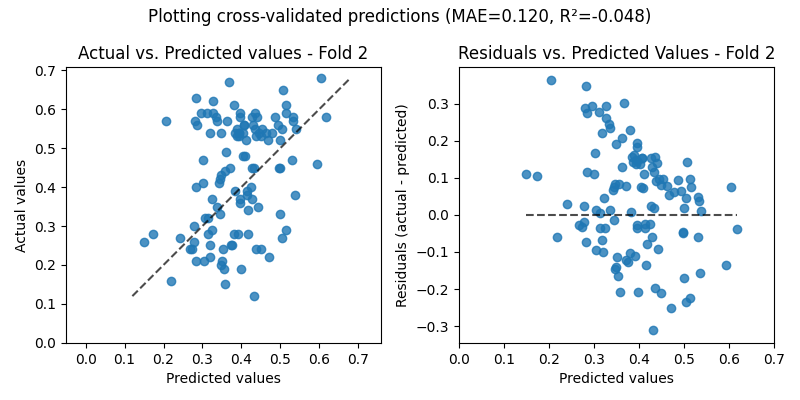 Plotting cross-validated predictions (MAE=0.120, R²=-0.048)
Actual vs. Predicted values - Fold 2
Actual values
0.7
0.6
0.5
0.4
0.3
0.2
0.1
0.0
0.0 0.1 0.2 0.3 0.4 0.5 0.6 0.7
Predicted values
Residuals vs. Predicted Values - Fold 2
Residuals (actual - predicted)
0.3
0.2
0.1
0.0
−0.1
−0.2
−0.3
0.0 0.1 0.2 0.3 0.4 0.5 0.6 0.7
Predicted values